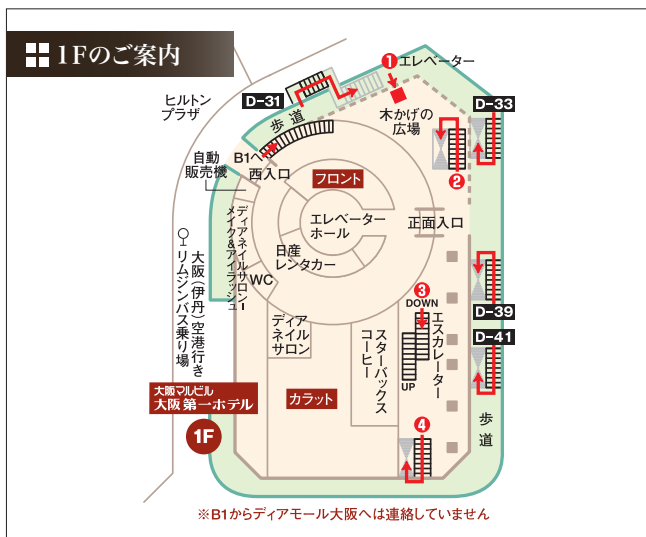 1Fのご案内
❶エレベーター
D-31
D-33
ヒルトン
プラザ
歩道
木かげの
広場
B1へ
西入口
自動
販売機
❷
フロント
エレベーター
ホール
正面入口
日産
レンタカー
ディアネイルサロンー
メイク&アイラッシュ
WC
大阪(伊丹)空港行き
リムジンバス乗り場
❸
DOWN
エスカレーター
UP
D-39
D-41
ディア
ネイル
サロン
スターバックス
コーヒー
大阪マルビル
大阪第一ホテル
1F
カラット
❹
歩道
※B1からディアモール大阪へは連絡していません